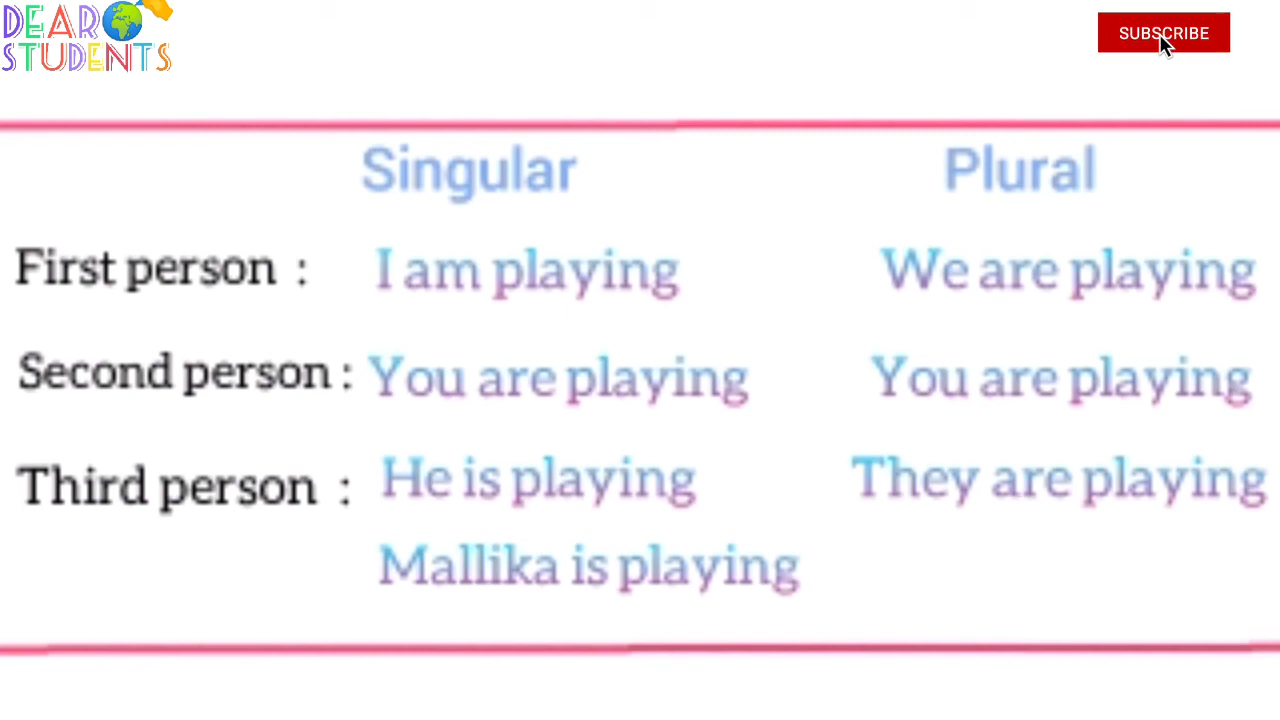 DEAR
STUDENTS
SUBSCRIBE
Singular Plural
First person : I am playing We are playing
Second person : You are playing You are playing
Third person : He is playing They are playing
Mallika is playing